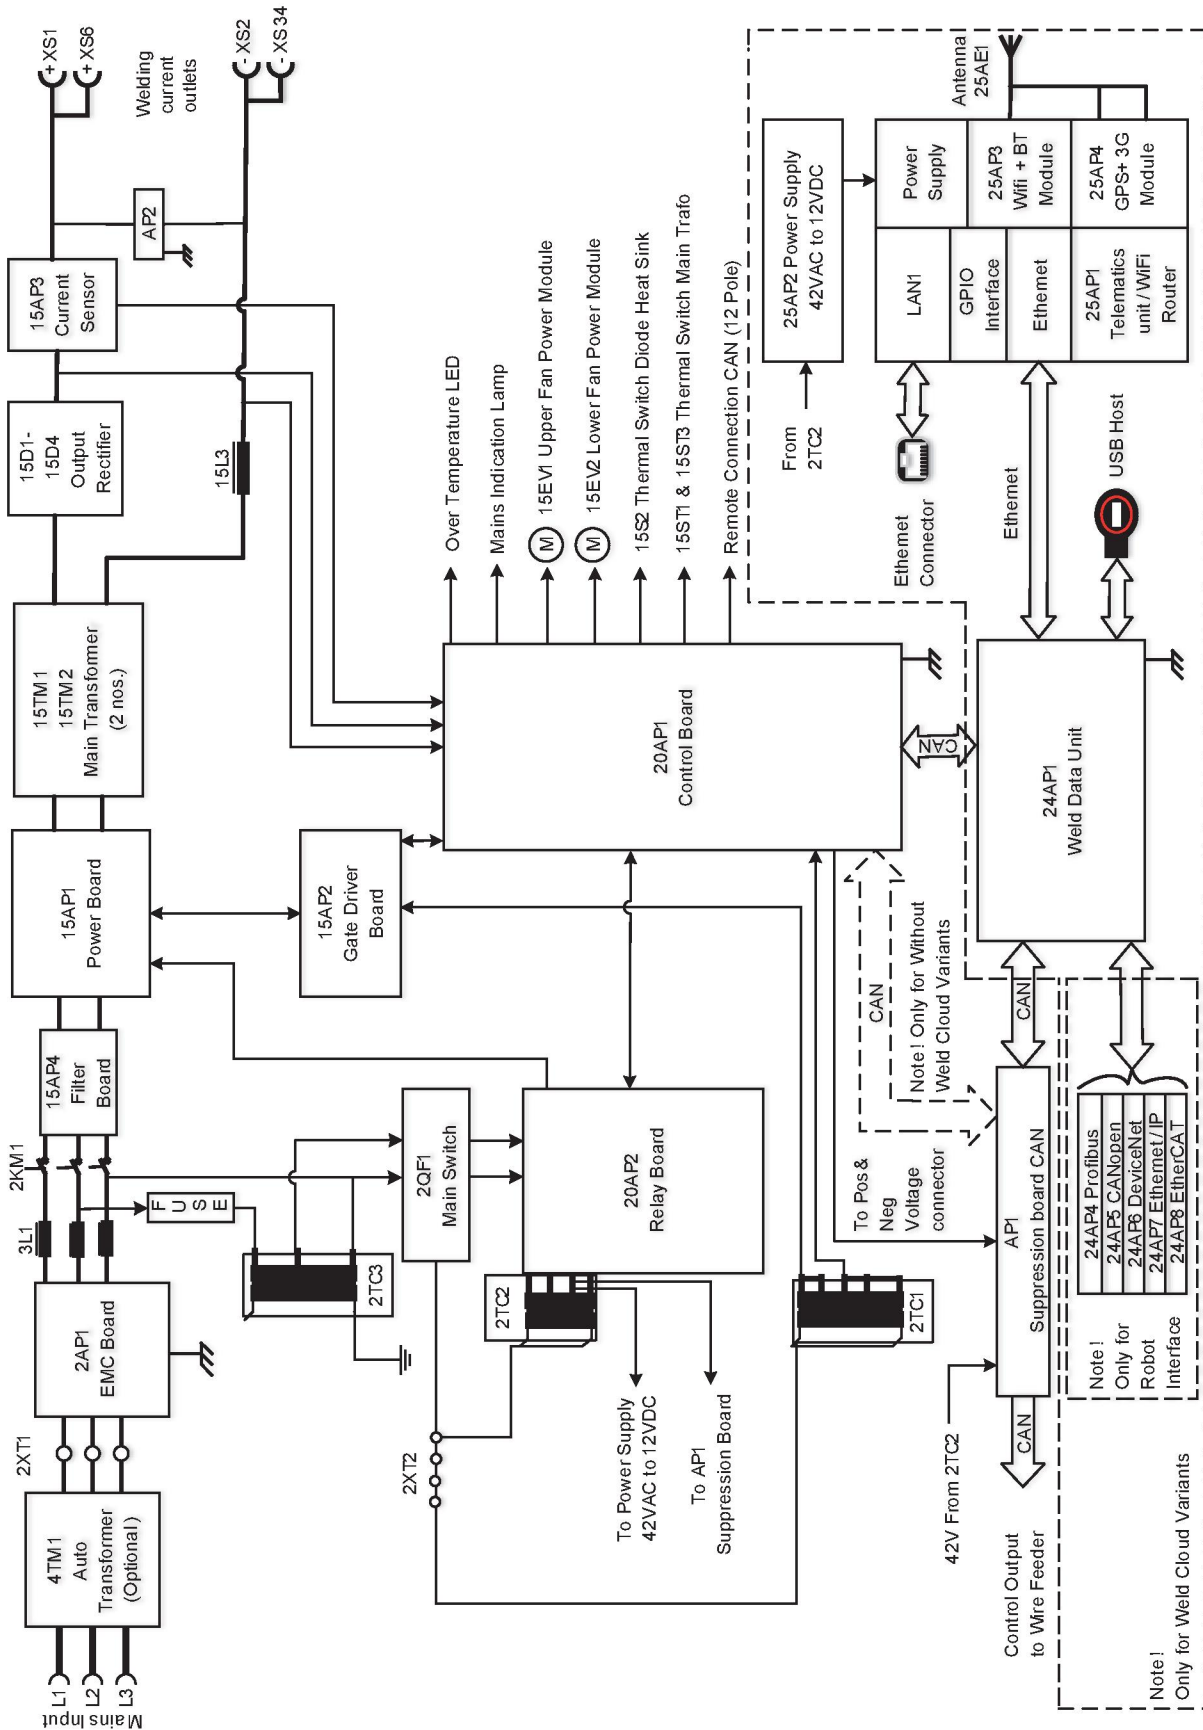 Mains Input
L1
L2
L3
4TM1
Auto
Transformer
(Optional)
2XT1
2AP1
EMC Board
3L1
2KM1
15AP4
Filter
Board
15AP1
Power Board
15TM1
15TM2
Main Transformer
(2 nos.)
15D1-
15D4
Output
Rectifier
15AP3
Current
Sensor
+ XS1
+ XS6
Welding
current
outlets
- XS2
- XS34
AP2
15L3
FUSE
2TC3
2QF1
Main Switch
15AP2
Gate Driver
Board
2XT2
2TC2
20AP2
Relay Board
To Power Supply
42VAC to 12VDC
To AP1
Suppression Board
2TC1
20AP1
Control Board
Over Temperature LED
Mains Indication Lamp
M
15EV1 Upper Fan Power Module
M
15EV2 Lower Fan Power Module
15S2 Thermal Switch Diode Heat Sink
15ST1 & 15ST3 Thermal Switch Main Trafo
Remote Connection CAN (12 Pole)
To Pos &
Neg
Voltage
connector
CAN
Note! Only for Without
Weld Cloud Variants
CAN
42V From 2TC2
Control Output
to Wire Feeder
CAN
AP1
Suppression board CAN
CAN
24AP1
Weld Data Unit
Ethernet
USB Host
Ethernet
Connector
From
2TC2
25AP2 Power Supply
42VAC to 12VDC
Antenna
25AE1
LAN1
Power
Supply
GPIO
Interface
25AP3
Wifi + BT
Module
Ethernet
25AP1
Telematics
unit / WiFi
Router
25AP4
GPS+ 3G
Module
Note!
Only for
Robot
Interface
24AP4 Profibus
24AP5 CANopen
24AP6 DeviceNet
24AP7 Ethernet / IP
24AP8 EtherCAT
Note!
Only for Weld Cloud Variants